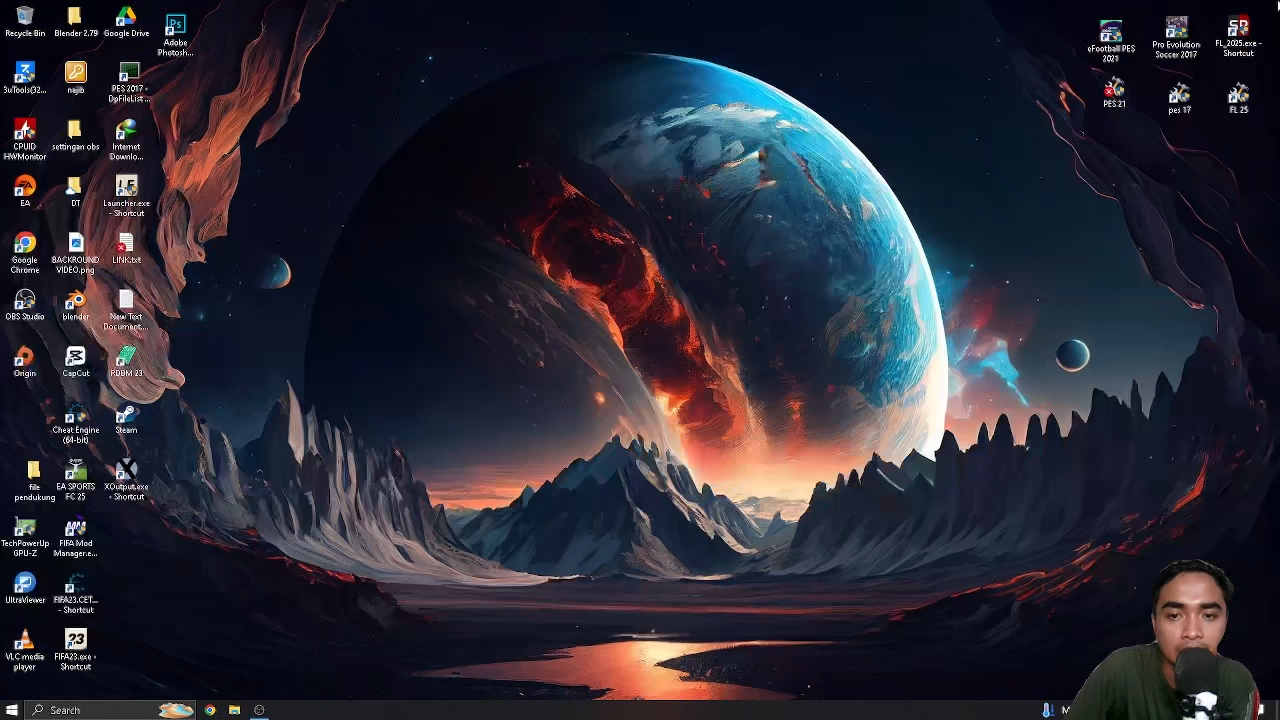 Recycle Bin
Blender 2.79
Google Drive
Adobe
Photosh...
3uTools(32...
najib
PES 2017 -
DpFileList...
CPUID
HWMonitor
settingan obs
Internet
Downlo...
EA
DT
Launcher.exe
- Shortcut
Google
Chrome
BACKROUND
VIDEO.png
LINK.txt
OBS Studio
blender
New Text
Document...
Origin
CapCut
RDBM 23
Cheat Engine
(64-bit)
Steam
file
pendukung
EA SPORTS
FC 25
XOutput.exe
- Shortcut
TechPowerUp
GPU-Z
FIFA Mod
Manager.e...
UltraViewer
FIFA23.CET...
- Shortcut
VLC media
player
23
FIFA23.exe -
Shortcut
eFootball PES
2021
Pro Evolution
Soccer 2017
FL_2025.exe -
Shortcut
PES 21
pes 17
FL 25
Search